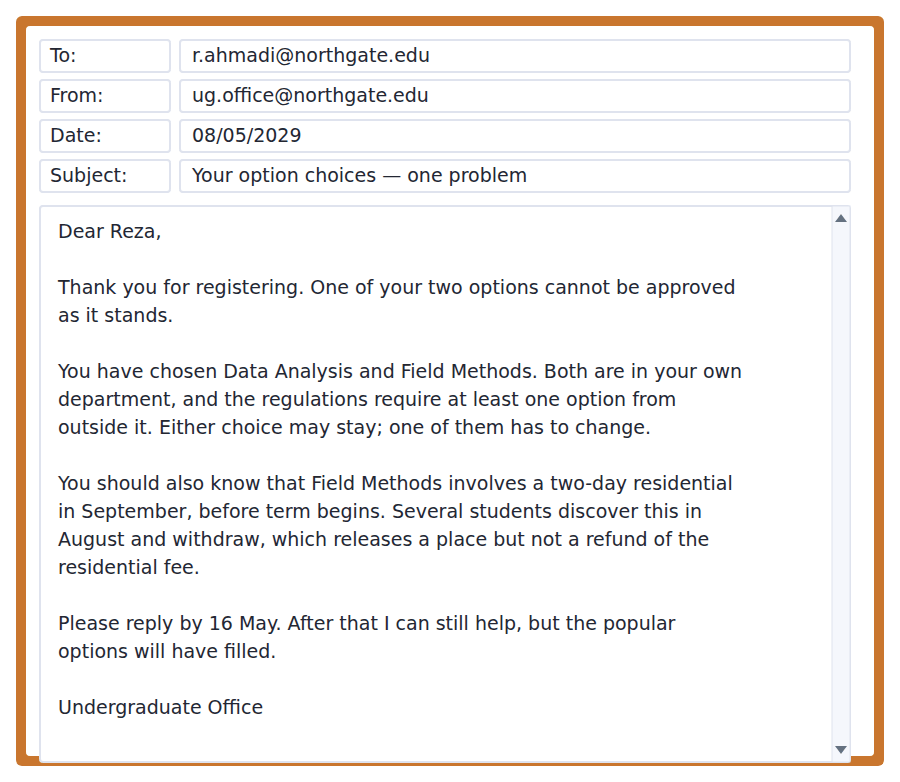 To: r.ahmadi@northgate.edu
From: ug.office@northgate.edu
Date: 08/05/2029
Subject: Your option choices — one problem
Dear Reza,
Thank you for registering. One of your two options cannot be approved
as it stands.
You have chosen Data Analysis and Field Methods. Both are in your own
department, and the regulations require at least one option from
outside it. Either choice may stay; one of them has to change.
You should also know that Field Methods involves a two-day residential
in September, before term begins. Several students discover this in
August and withdraw, which releases a place but not a refund of the
residential fee.
Please reply by 16 May. After that I can still help, but the popular
options will have filled.
Undergraduate Office